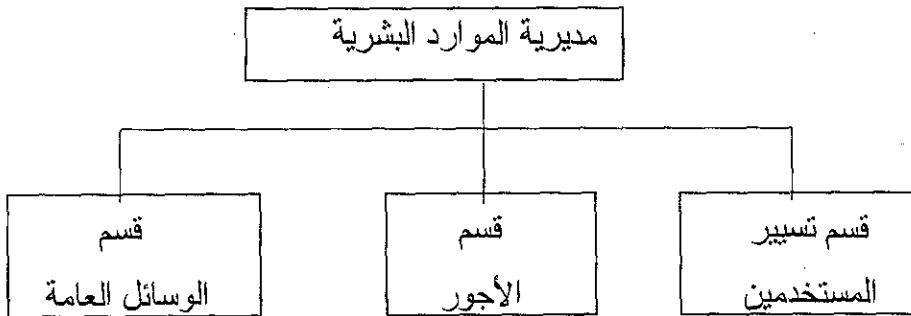 مديرية الموارد البشرية
قسم تسيير
المستخدمين
قسم
الأجور
قسم
الوسائل العامة